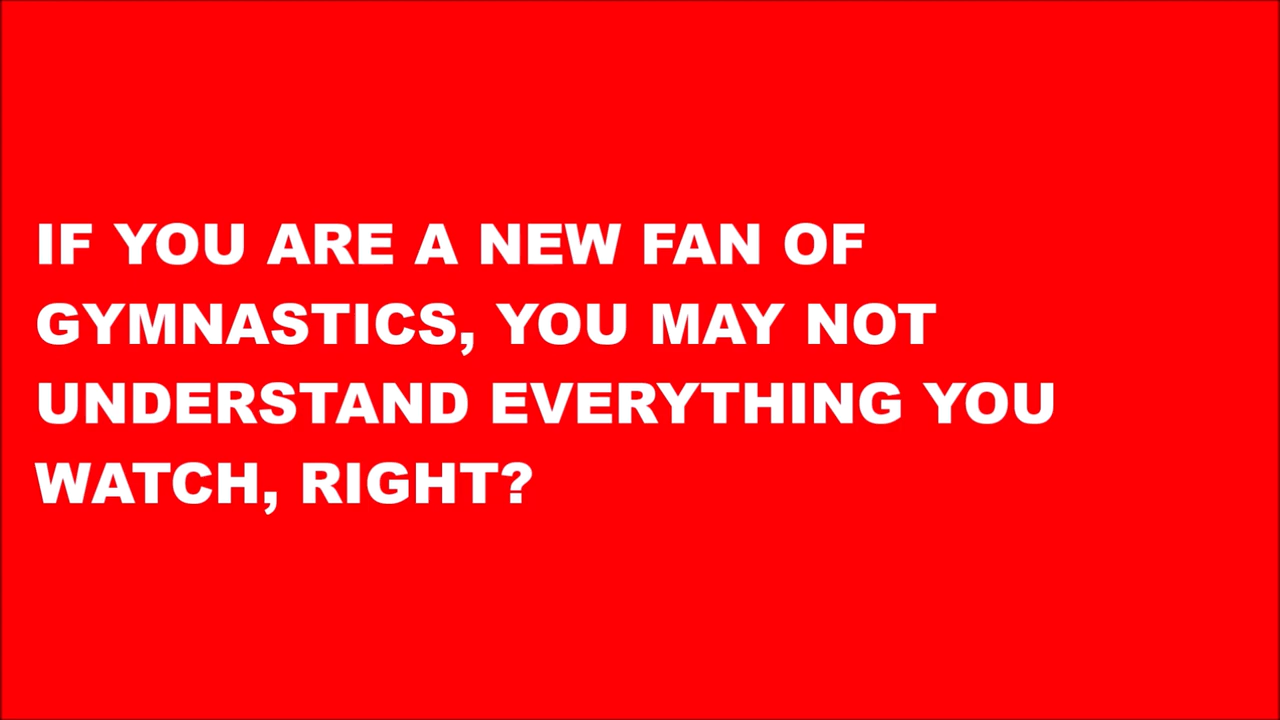 IF YOU ARE A NEW FAN OF
GYMNASTICS, YOU MAY NOT
UNDERSTAND EVERYTHING YOU
WATCH, RIGHT?